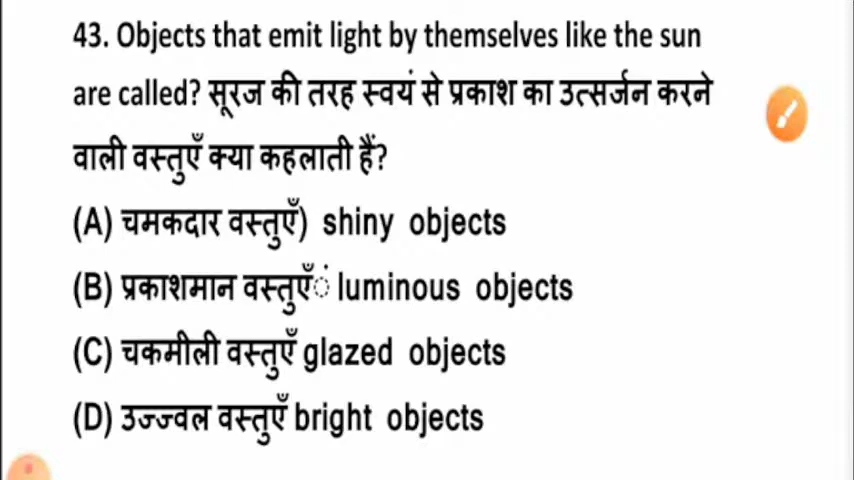 43. Objects that emit light by themselves like the sun
are called? सूरज की तरह स्वयं से प्रकाश का उत्सर्जन करने
वाली वस्तुएँ क्या कहलाती हैं?
(A) चमकदार वस्तुएँ) shiny objects
(B) प्रकाशमान वस्तुएँं luminous objects
(C) चकमीली वस्तुएँ glazed objects
(D) उज्ज्वल वस्तुएँ bright objects